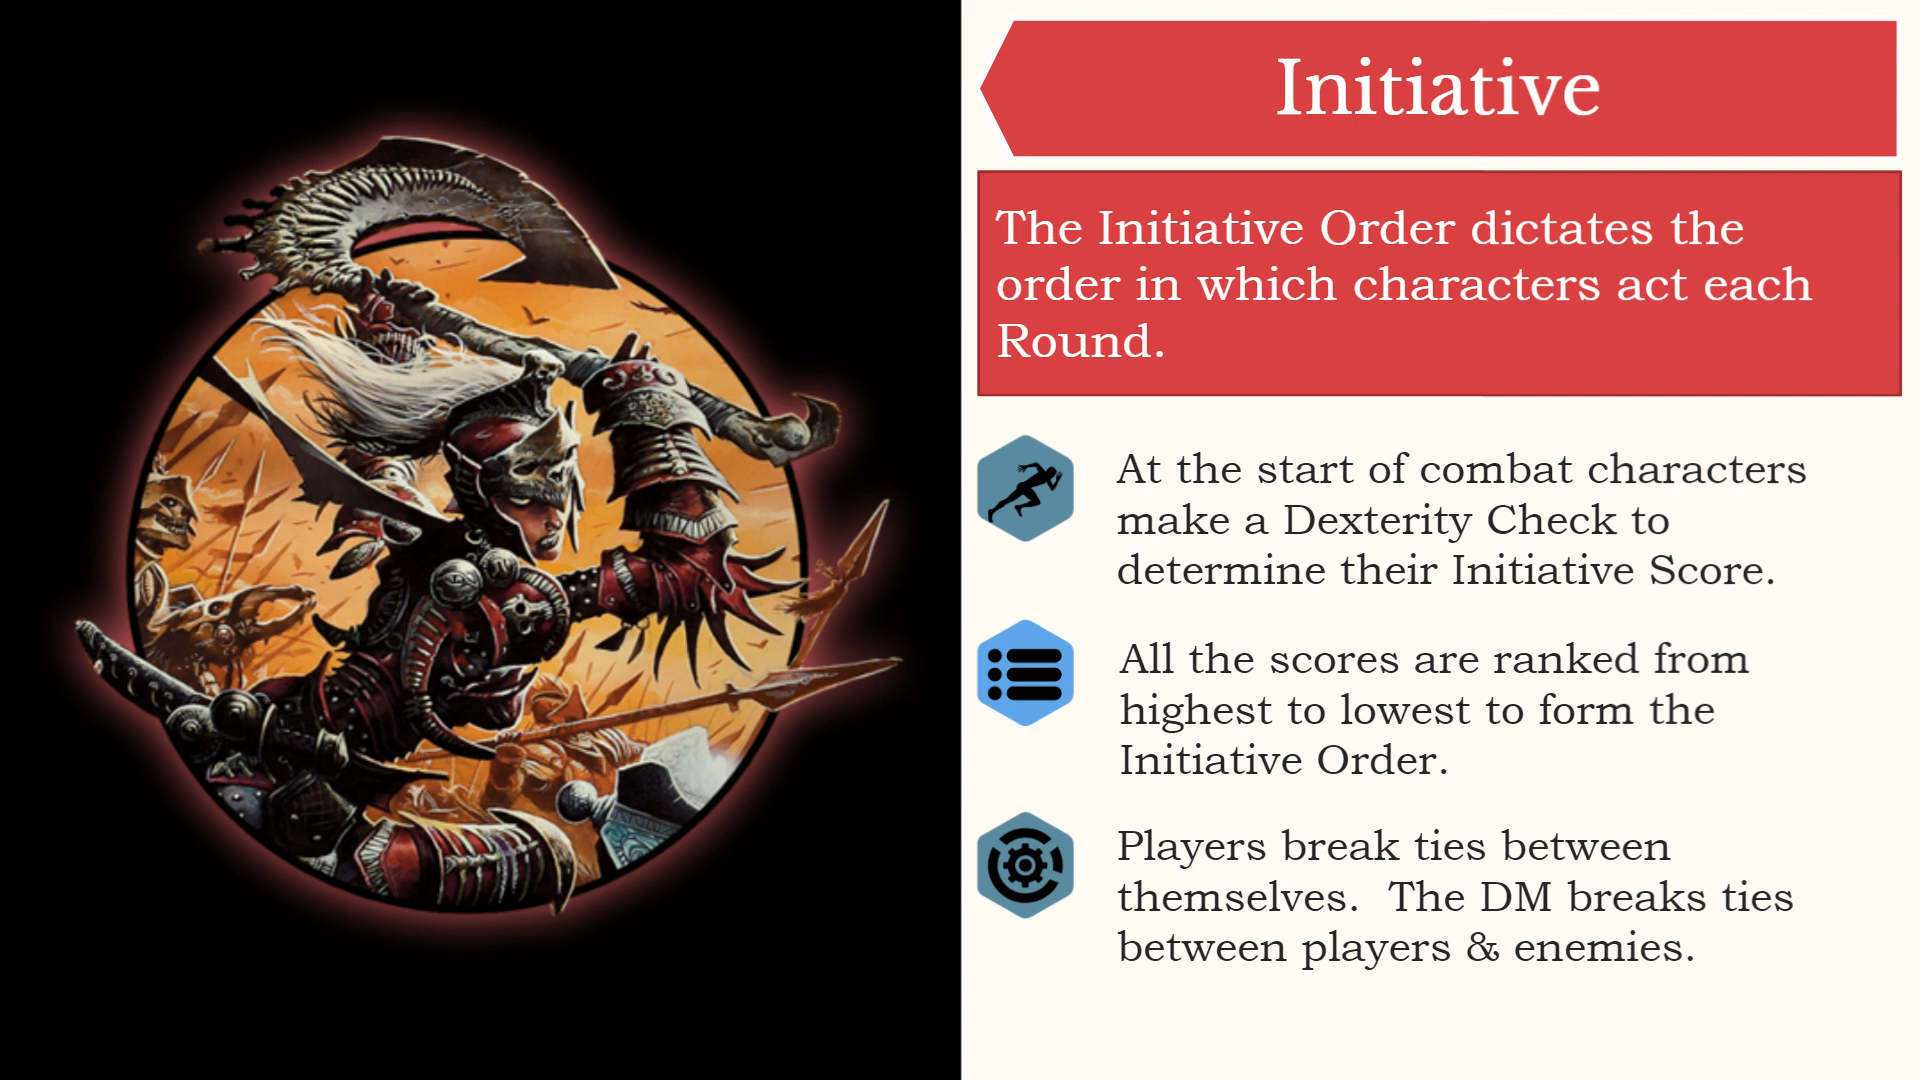 Initiative
The Initiative Order dictates the
order in which characters act each
Round.
At the start of combat characters
make a Dexterity Check to
determine their Initiative Score.
All the scores are ranked from
highest to lowest to form the
Initiative Order.
Players break ties between
themselves.  The DM breaks ties
between players & enemies.